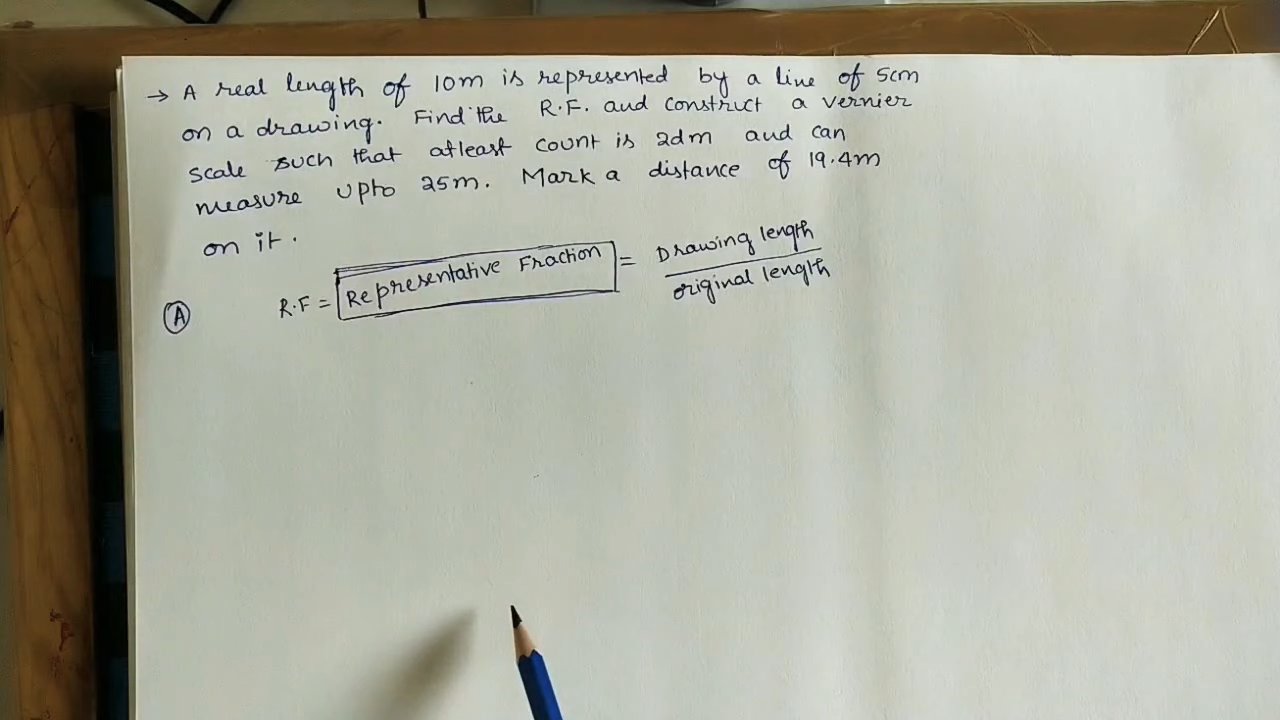 → A real length of 10m is represented by a line of 5cm
on a drawing. Find the R.F. and construct a vernier
scale such that atleast count is 2dm and can
measure upto 25m. Mark a distance of 19.4m
on it.
A R.F = Representative Fraction = Drawing length
original length